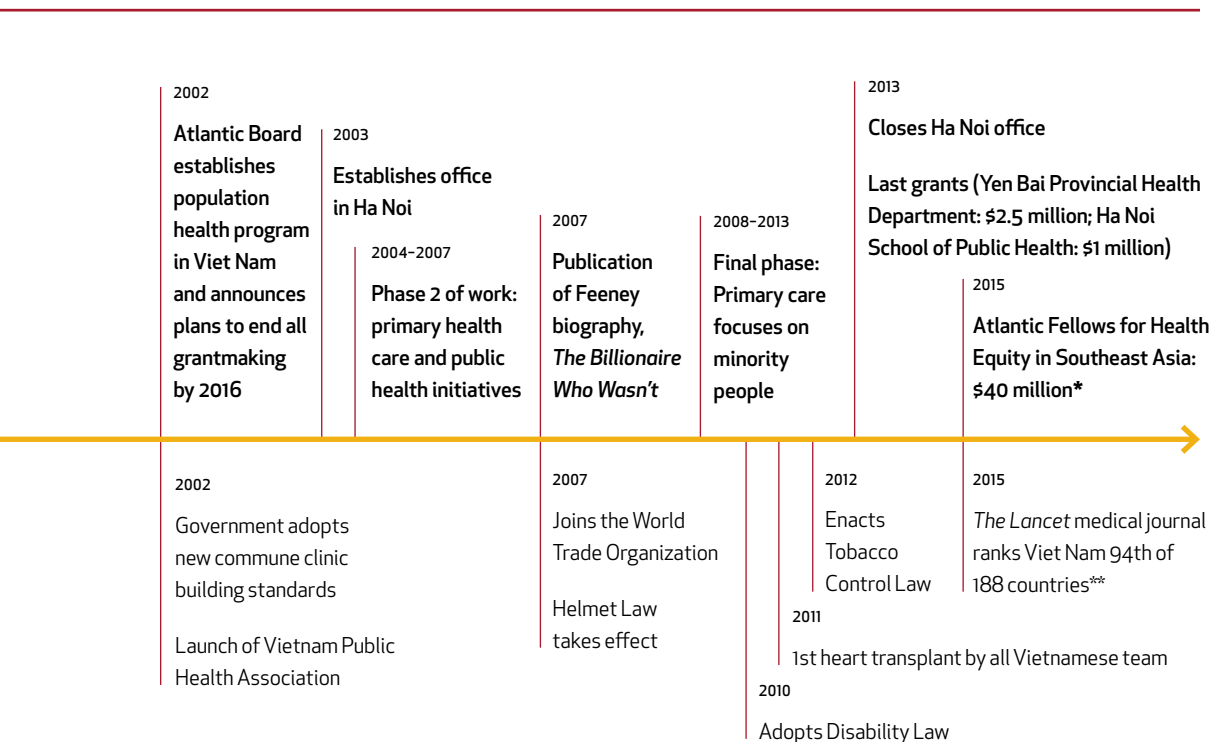 2002
Atlantic Board
establishes
population
health program
in Viet Nam
and announces
plans to end all
grantmaking
by 2016
2003
Establishes office
in Ha Noi
2004–2007
Phase 2 of work:
primary health
care and public
health initiatives
2007
Publication
of Feeney
biography,
The Billionaire
Who Wasn’t
2008–2013
Final phase:
Primary care
focuses on
minority
people
2013
Closes Ha Noi office
Last grants (Yen Bai Provincial Health
Department: $2.5 million; Ha Noi
School of Public Health: $1 million)
2015
Atlantic Fellows for Health
Equity in Southeast Asia:
$40 million*
2002
Government adopts
new commune clinic
building standards
Launch of Vietnam Public
Health Association
2007
Joins the World
Trade Organization
Helmet Law
takes effect
2010
Adopts Disability Law
2011
1st heart transplant by all Vietnamese team
2012
Enacts
Tobacco
Control Law
2015
The Lancet medical journal
ranks Viet Nam 94th of
188 countries**